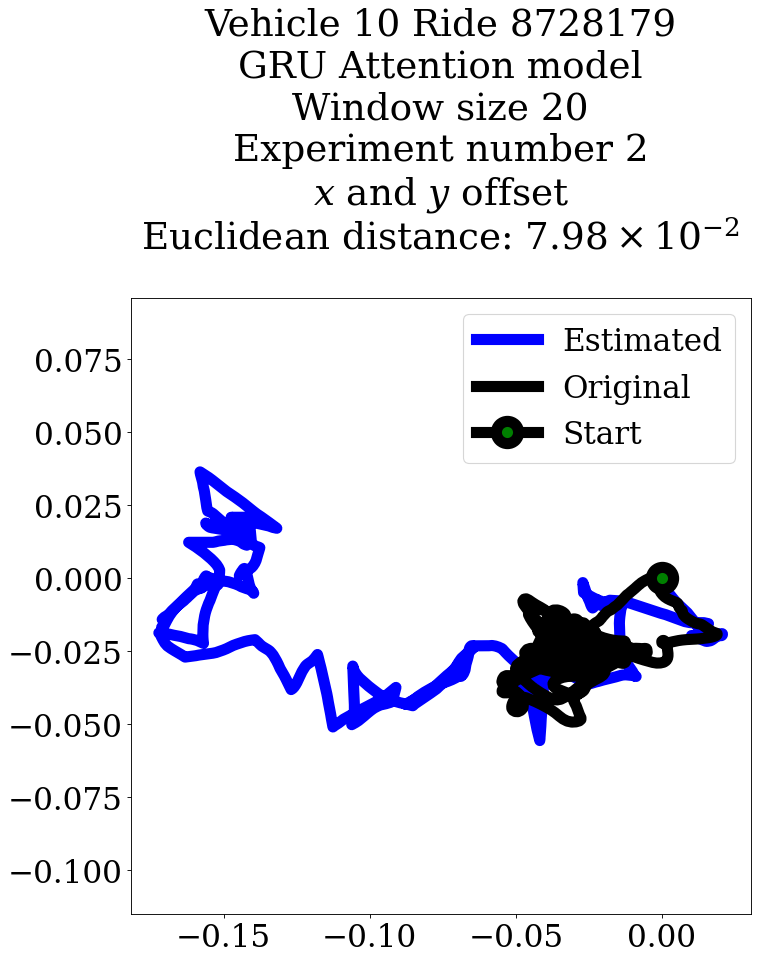 Vehicle 10 Ride 8728179
GRU Attention model
Window size 20
Experiment number 2
x and y offset
Euclidean distance: 7.98 × 10⁻²
Estimated
Original
Start
0.075
0.050
0.025
0.000
−0.025
−0.050
−0.075
−0.100
−0.15 −0.10 −0.05 0.00